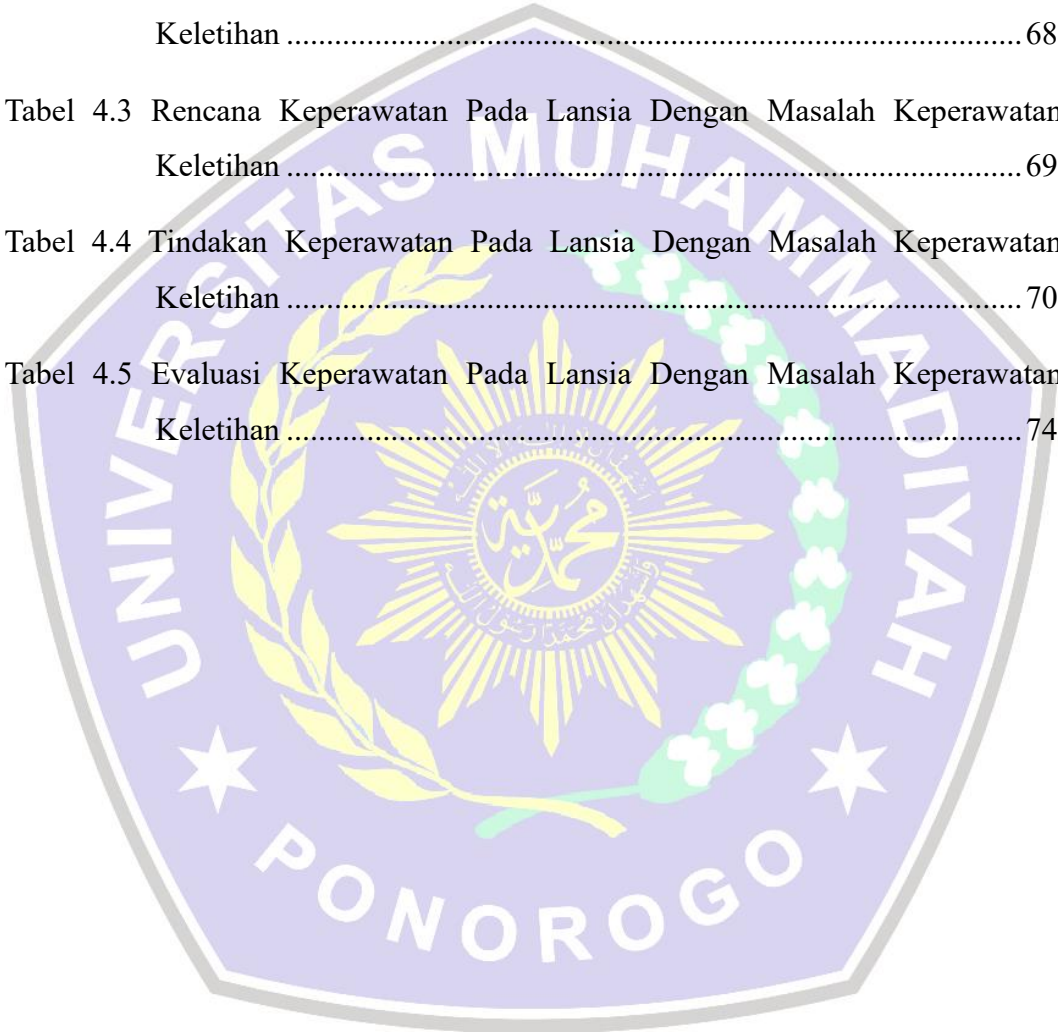 Keletihan ............................................................................................. 68
Tabel 4.3 Rencana Keperawatan Pada Lansia Dengan Masalah Keperawatan
Keletihan ............................................................................................. 69
Tabel 4.4 Tindakan Keperawatan Pada Lansia Dengan Masalah Keperawatan
Keletihan ............................................................................................. 70
Tabel 4.5 Evaluasi Keperawatan Pada Lansia Dengan Masalah Keperawatan
Keletihan ............................................................................................. 74
UNIVERSITAS MUHAMMADIYAH
PONOROGO
محمدية